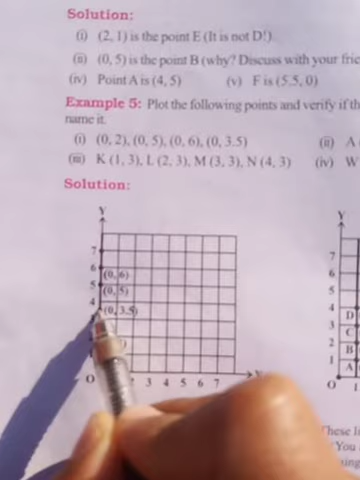 Solution:
(i) (2, 1) is the point E (It is not D!).
(ii) (0, 5) is the point B (why? Discuss with your
(iv) Point A is (4, 5) (v) F is (5.5, 0)
Example 5: Plot the following points and verify if
name it.
(i) (0, 2), (0, 5), (0, 6), (0, 3.5) (ii) A
(iii) K (1, 3), L (2, 3), M (3, 3), N (4, 3) (iv) W
Solution:
Y
7
6
(0, 6)
5
(0, 5)
4
(0, 3.5)
O
3 4 5 6 7
Y
7
6
5
4 D
3 C
2 B
1 A
O 1
These
"You